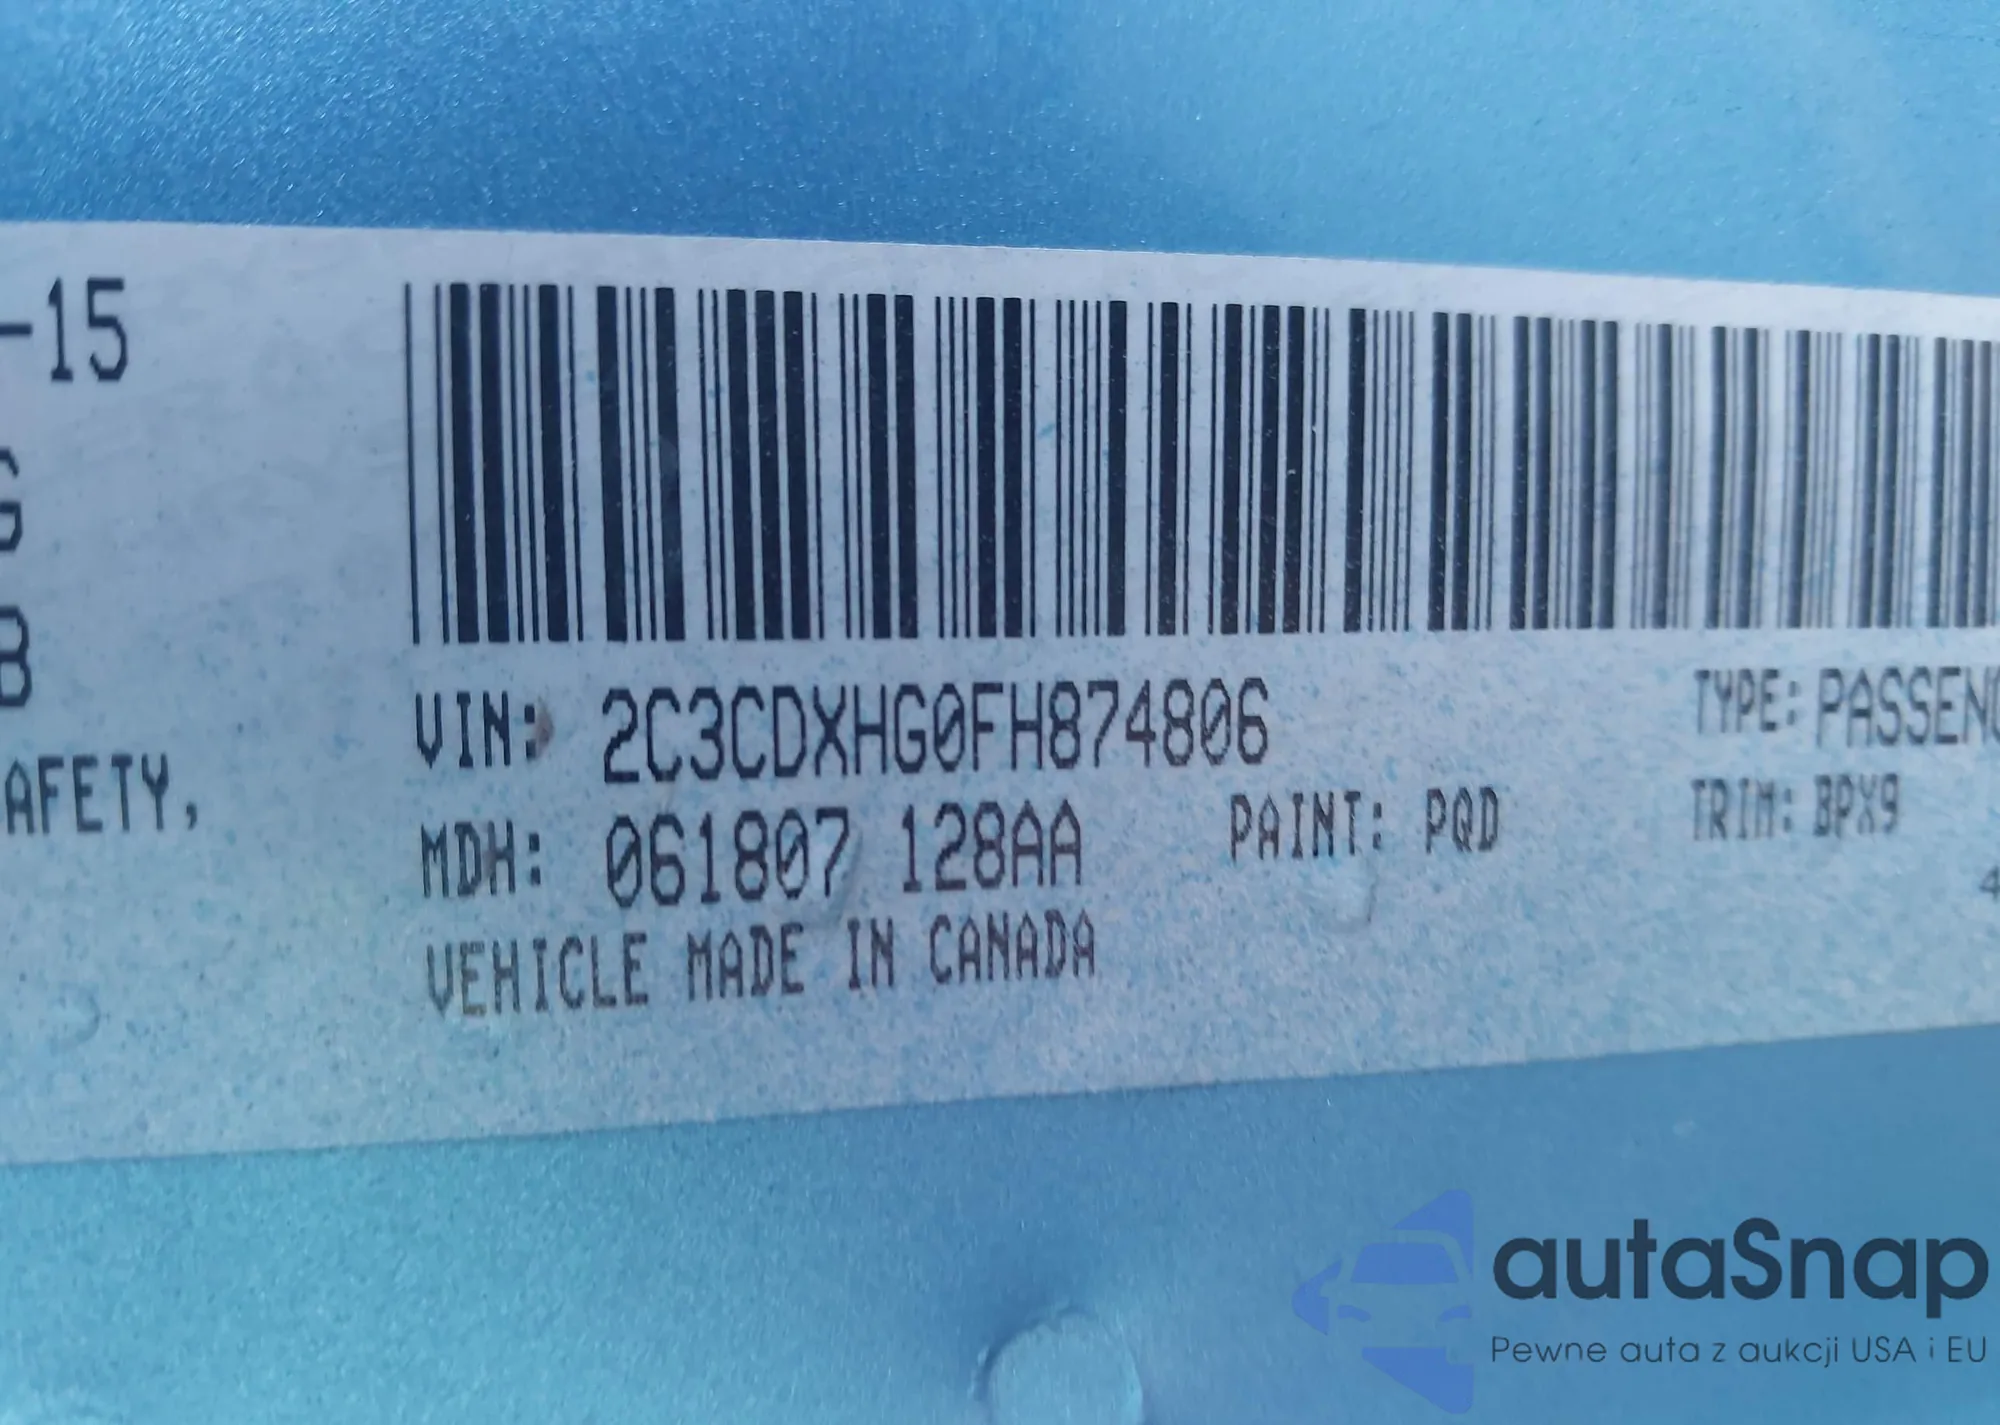 -15
G
B
AFETY,
VIN: 2C3CDXHG0FH874806
TYPE: PASSENG
MDH: 061807 128AA
PAINT: PQD
TRIM: BPX9
4
VEHICLE MADE IN CANADA
autaSnap
Pewne auta z aukcji USA i EU